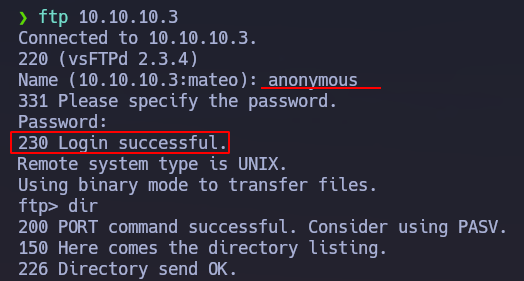 ❯ ftp 10.10.10.3
Connected to 10.10.10.3.
220 (vsFTPd 2.3.4)
Name (10.10.10.3:mateo): anonymous
331 Please specify the password.
Password:
230 Login successful.
Remote system type is UNIX.
Using binary mode to transfer files.
ftp> dir
200 PORT command successful. Consider using PASV.
150 Here comes the directory listing.
226 Directory send OK.